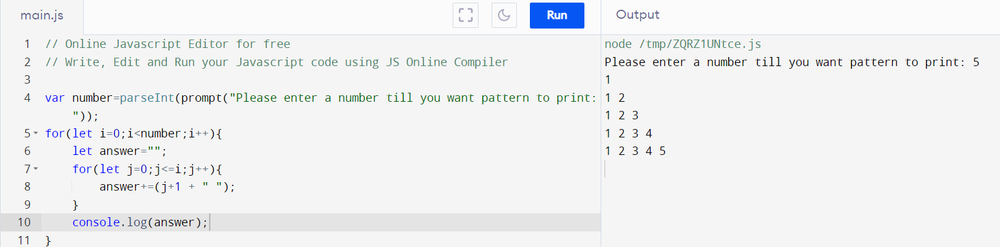 main.js
Run
Output
1 // Online Javascript Editor for free
2 // Write, Edit and Run your Javascript code using JS Online Compiler
3
4 var number=parseInt(prompt("Please enter a number till you want pattern to print:
"));
5 for(let i=0;i<number;i++){
6 let answer="";
7 for(let j=0;j<=i;j++){
8 answer+=(j+1 + " ");
9 }
10 console.log(answer);
11 }
node /tmp/ZQRZ1UNtce.js
Please enter a number till you want pattern to print: 5
1
1 2
1 2 3
1 2 3 4
1 2 3 4 5